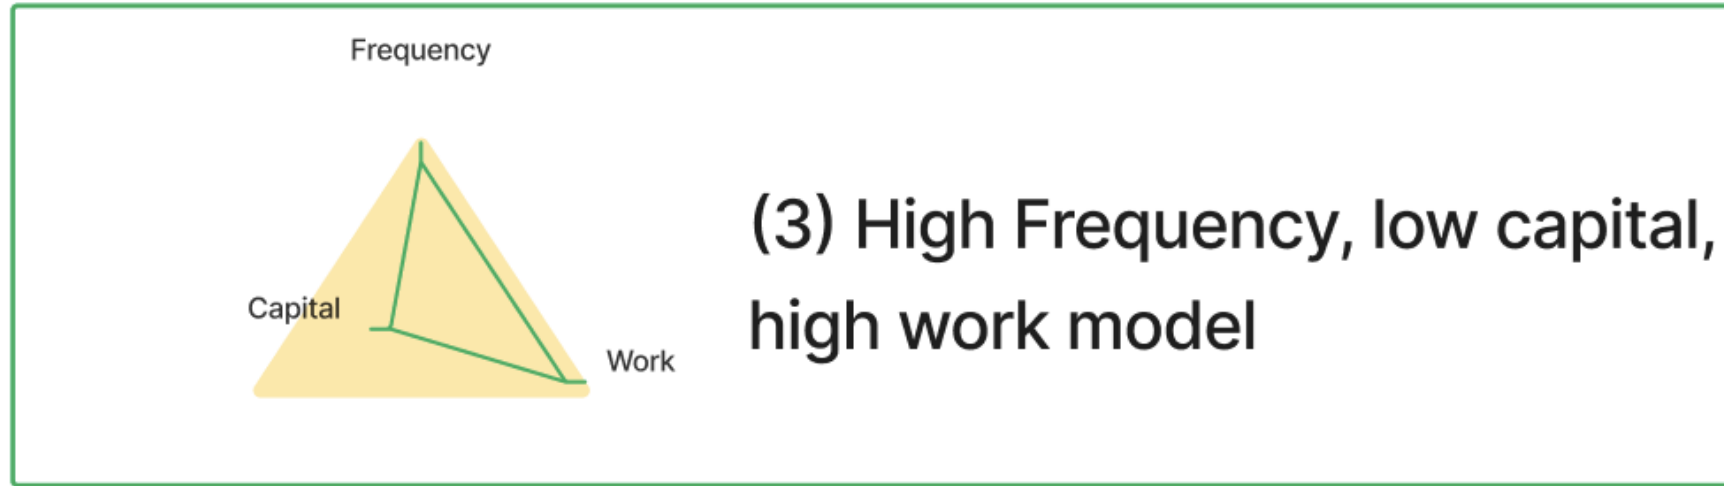 Frequency
Capital
Work
(3) High Frequency, low capital,
high work model